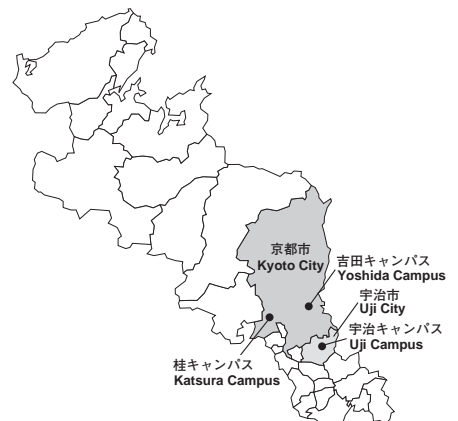 京都市
Kyoto City
吉田キャンパス
Yoshida Campus
宇治市
Uji City
宇治キャンパス
Uji Campus
桂キャンパス
Katsura Campus